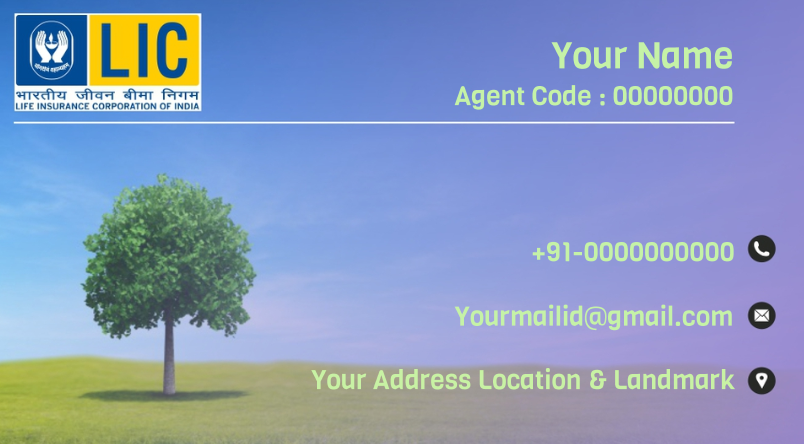 LIC
भारतीय जीवन बीमा निगम
LIFE INSURANCE CORPORATION OF INDIA
Your Name
Agent Code : 00000000
+91-0000000000
Yourmailid@gmail.com
Your Address Location & Landmark